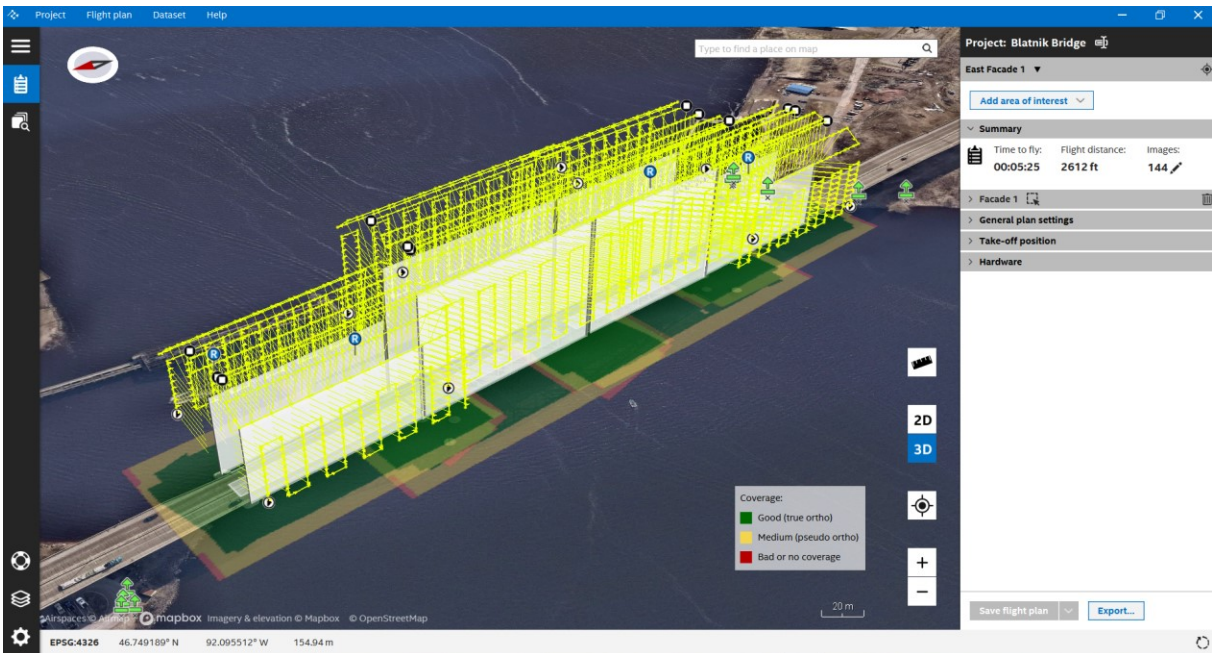 Project Flight plan Dataset Help
Type to find a place on map
Project: Blatnik Bridge
East Facade 1
Add area of interest
Summary
Time to fly: Flight distance: Images:
00:05:25 2612 ft 144
Facade 1
General plan settings
Take-off position
Hardware
R
R
R
R
2D
3D
Coverage:
Good (true ortho)
Medium (pseudo ortho)
Bad or no coverage
+
−
20 m
Save flight plan Export...
Airspaces © Airmap mapbox Imagery & elevation © Mapbox © OpenStreetMap
EPSG:4326 46.749189° N 92.095512° W 154.94 m